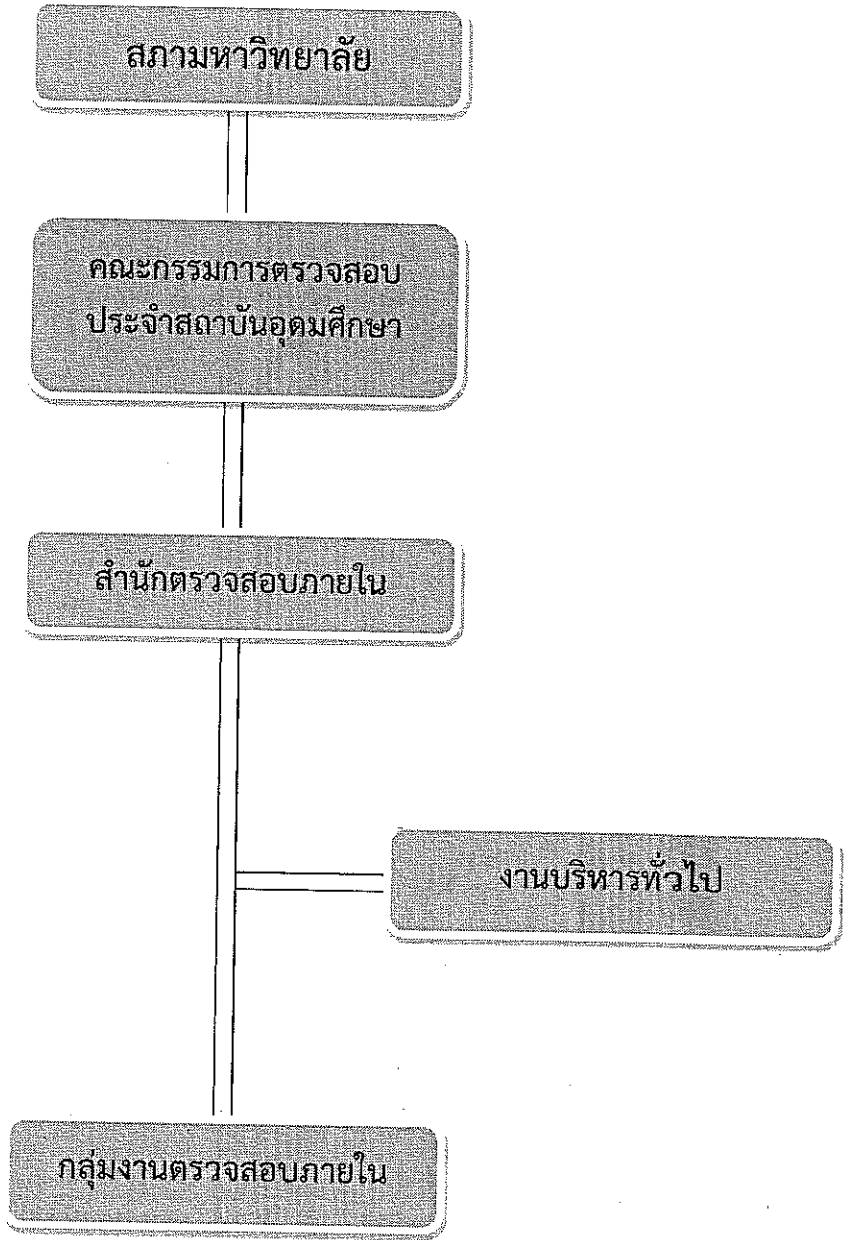 สภามหาวิทยาลัย
คณะกรรมการตรวจสอบ
ประจำสถาบันอุดมศึกษา
สำนักตรวจสอบภายใน
งานบริหารทั่วไป
กลุ่มงานตรวจสอบภายใน